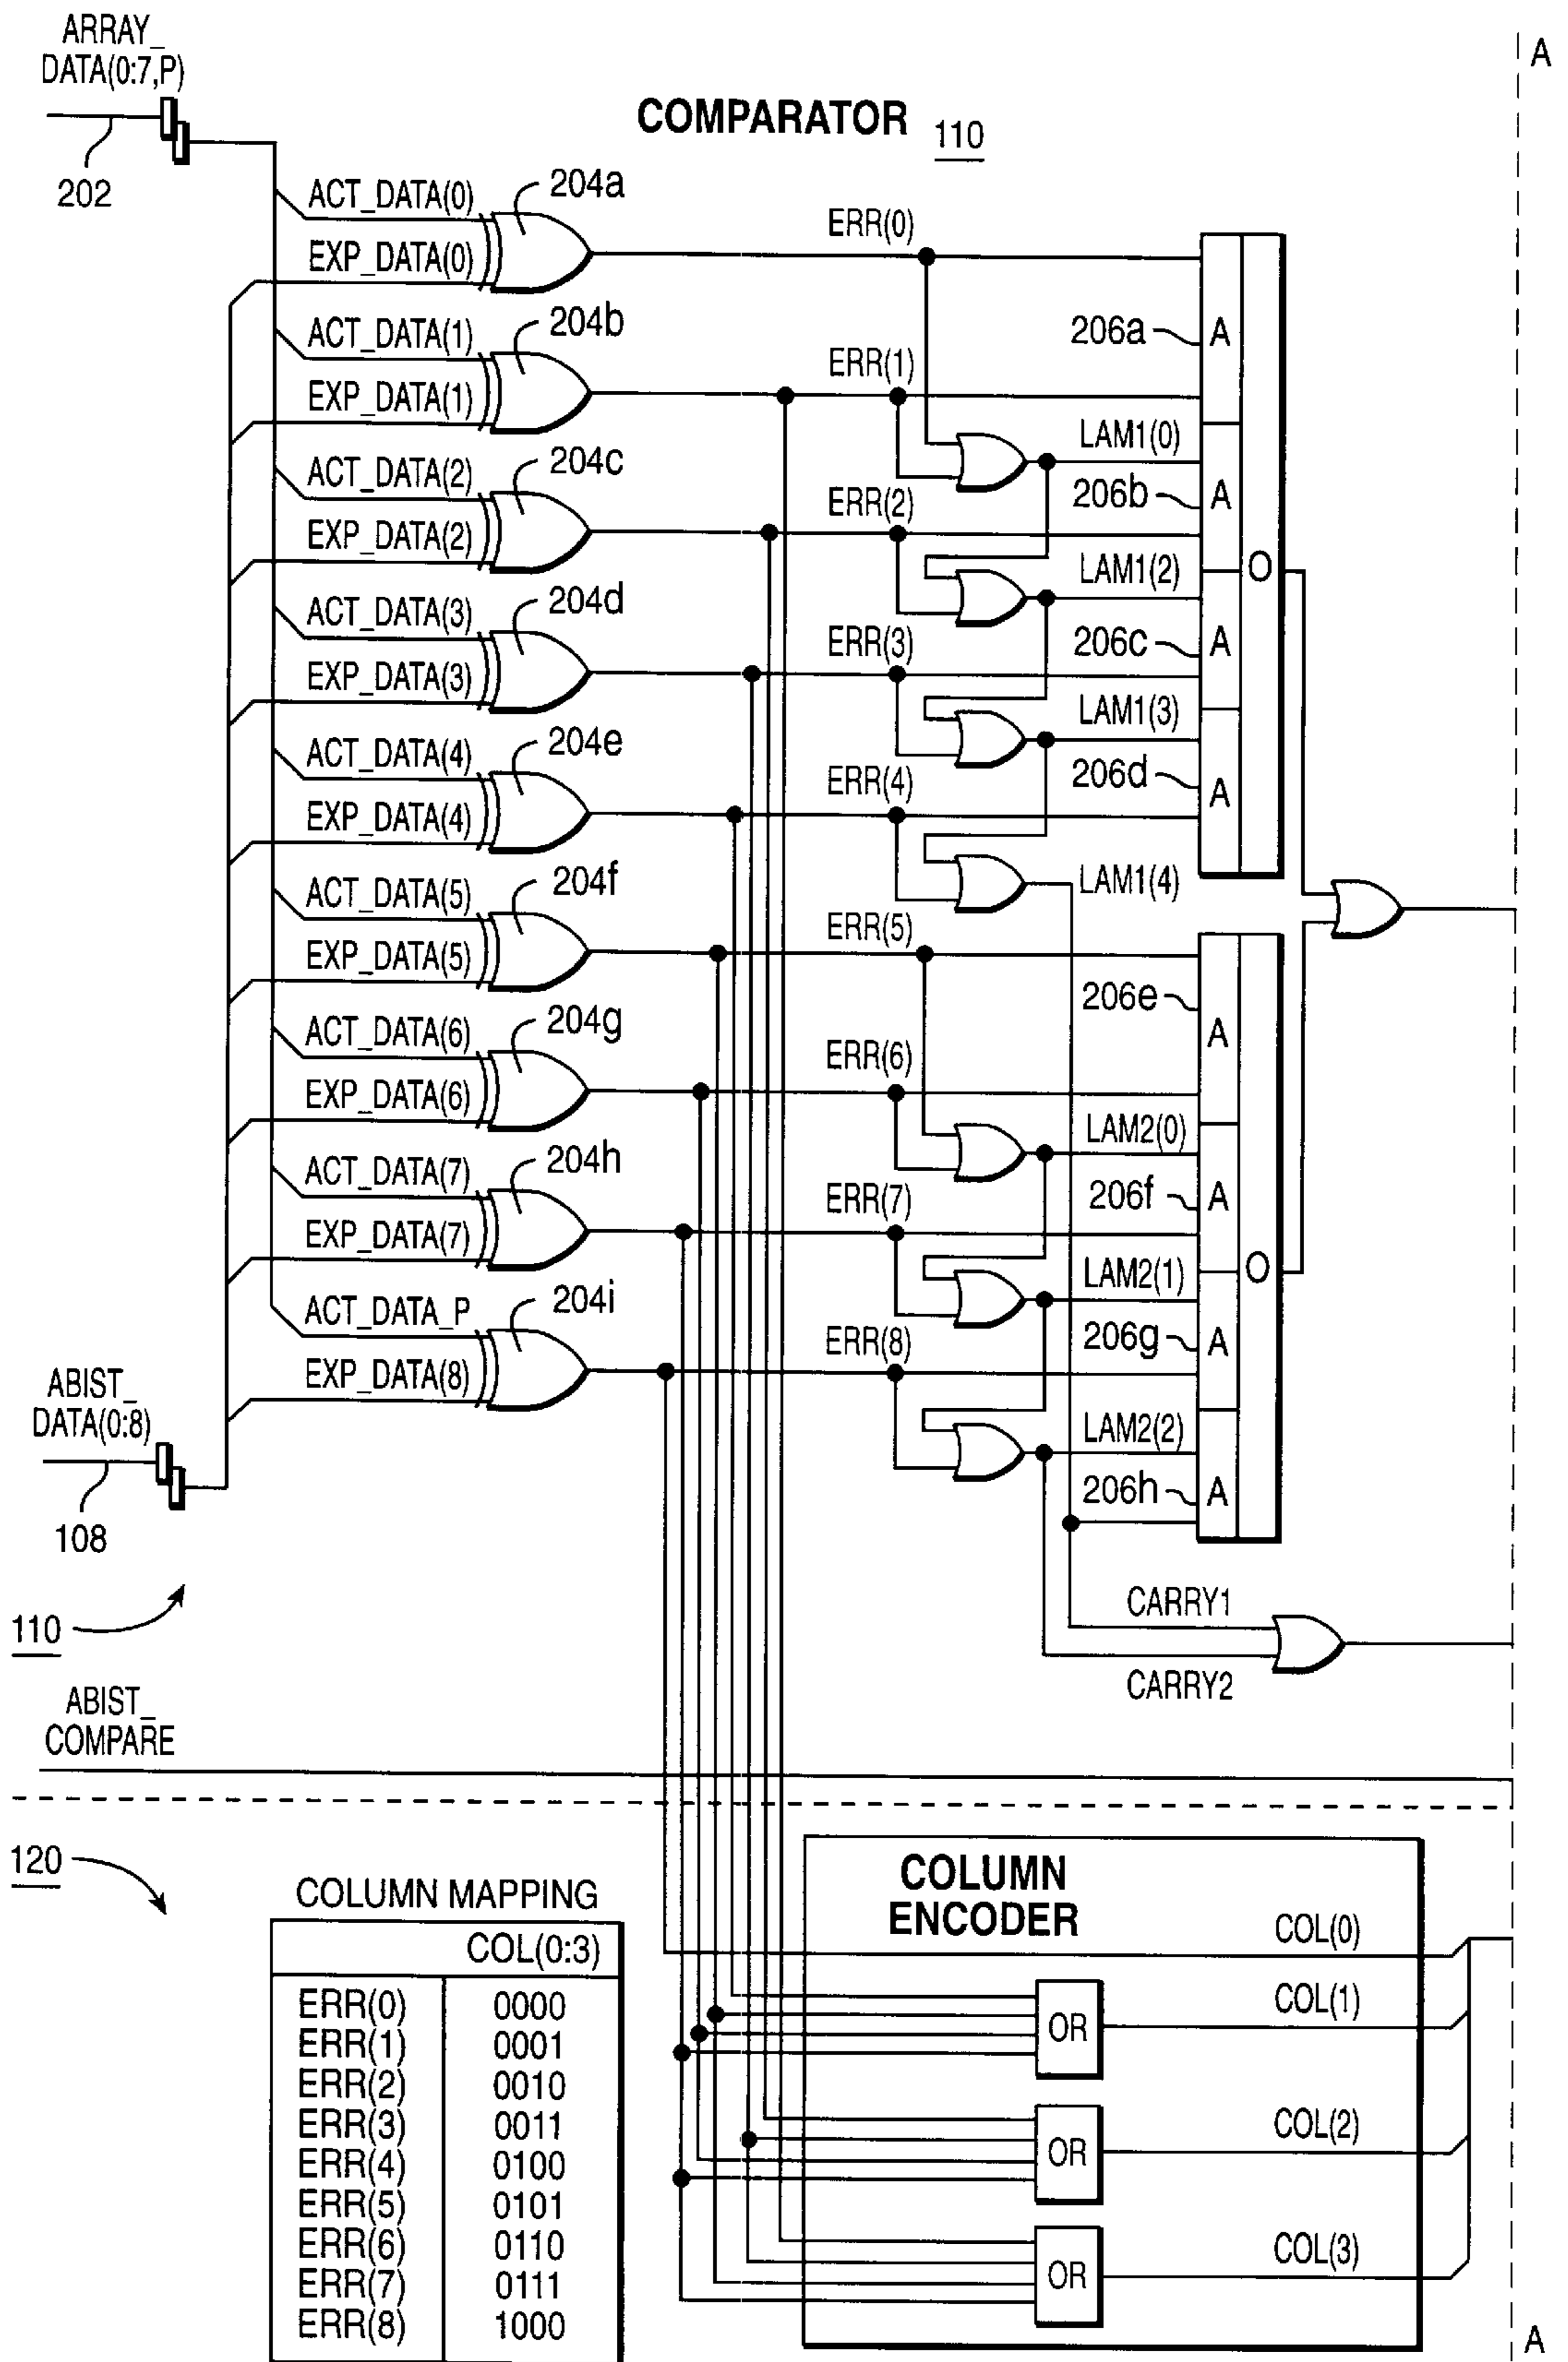 ARRAY_
DATA(0:7,P)
202
COMPARATOR 110
A
ACT_DATA(0)
EXP_DATA(0)
204a
ERR(0)
ACT_DATA(1)
EXP_DATA(1)
204b
ERR(1)
206a
A
LAM1(0)
ACT_DATA(2)
EXP_DATA(2)
204c
ERR(2)
206b
A
O
LAM1(2)
ACT_DATA(3)
EXP_DATA(3)
204d
ERR(3)
206c
A
LAM1(3)
ACT_DATA(4)
EXP_DATA(4)
204e
ERR(4)
206d
A
LAM1(4)
ACT_DATA(5)
EXP_DATA(5)
204f
ERR(5)
206e
A
ACT_DATA(6)
EXP_DATA(6)
204g
ERR(6)
LAM2(0)
206f
A
ACT_DATA(7)
EXP_DATA(7)
204h
ERR(7)
O
LAM2(1)
206g
A
ACT_DATA_P
EXP_DATA(8)
204i
ERR(8)
LAM2(2)
206h
A
ABIST_
DATA(0:8)
108
110
CARRY1
CARRY2
ABIST_
COMPARE
120
COLUMN MAPPING
COL(0:3)
ERR(0) 0000
ERR(1) 0001
ERR(2) 0010
ERR(3) 0011
ERR(4) 0100
ERR(5) 0101
ERR(6) 0110
ERR(7) 0111
ERR(8) 1000
COLUMN
ENCODER
COL(0)
OR
COL(1)
OR
COL(2)
OR
COL(3)
A